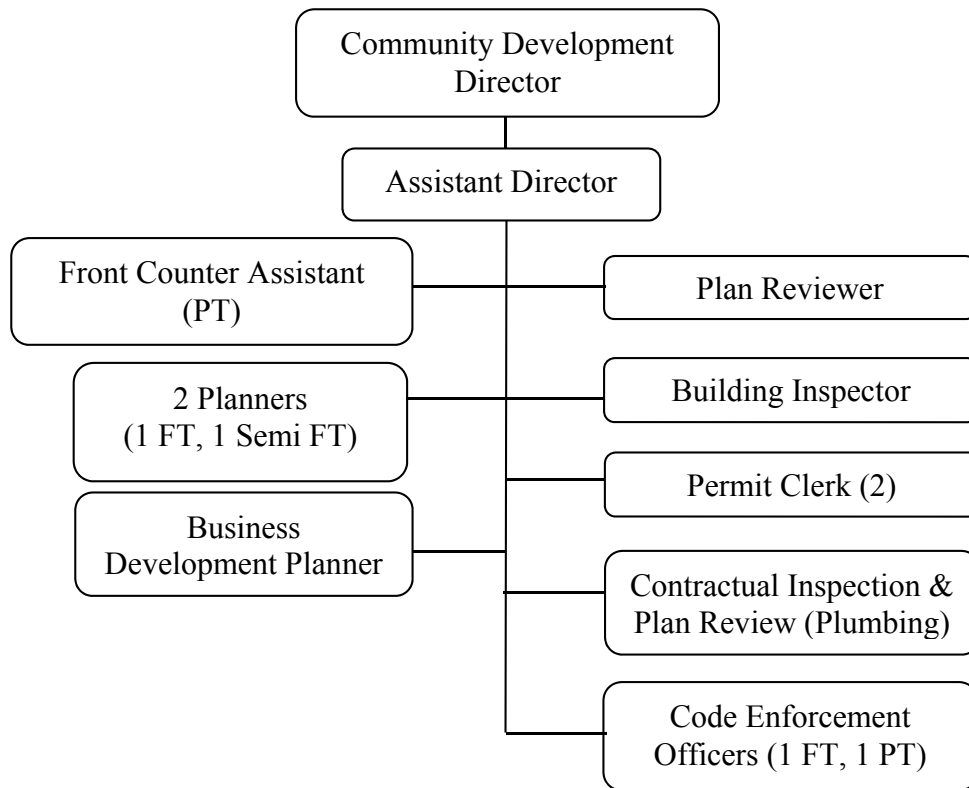 Community Development
Director
Assistant Director
Front Counter Assistant
(PT)
Plan Reviewer
2 Planners
(1 FT, 1 Semi FT)
Building Inspector
Permit Clerk (2)
Business
Development Planner
Contractual Inspection &
Plan Review (Plumbing)
Code Enforcement
Officers (1 FT, 1 PT)